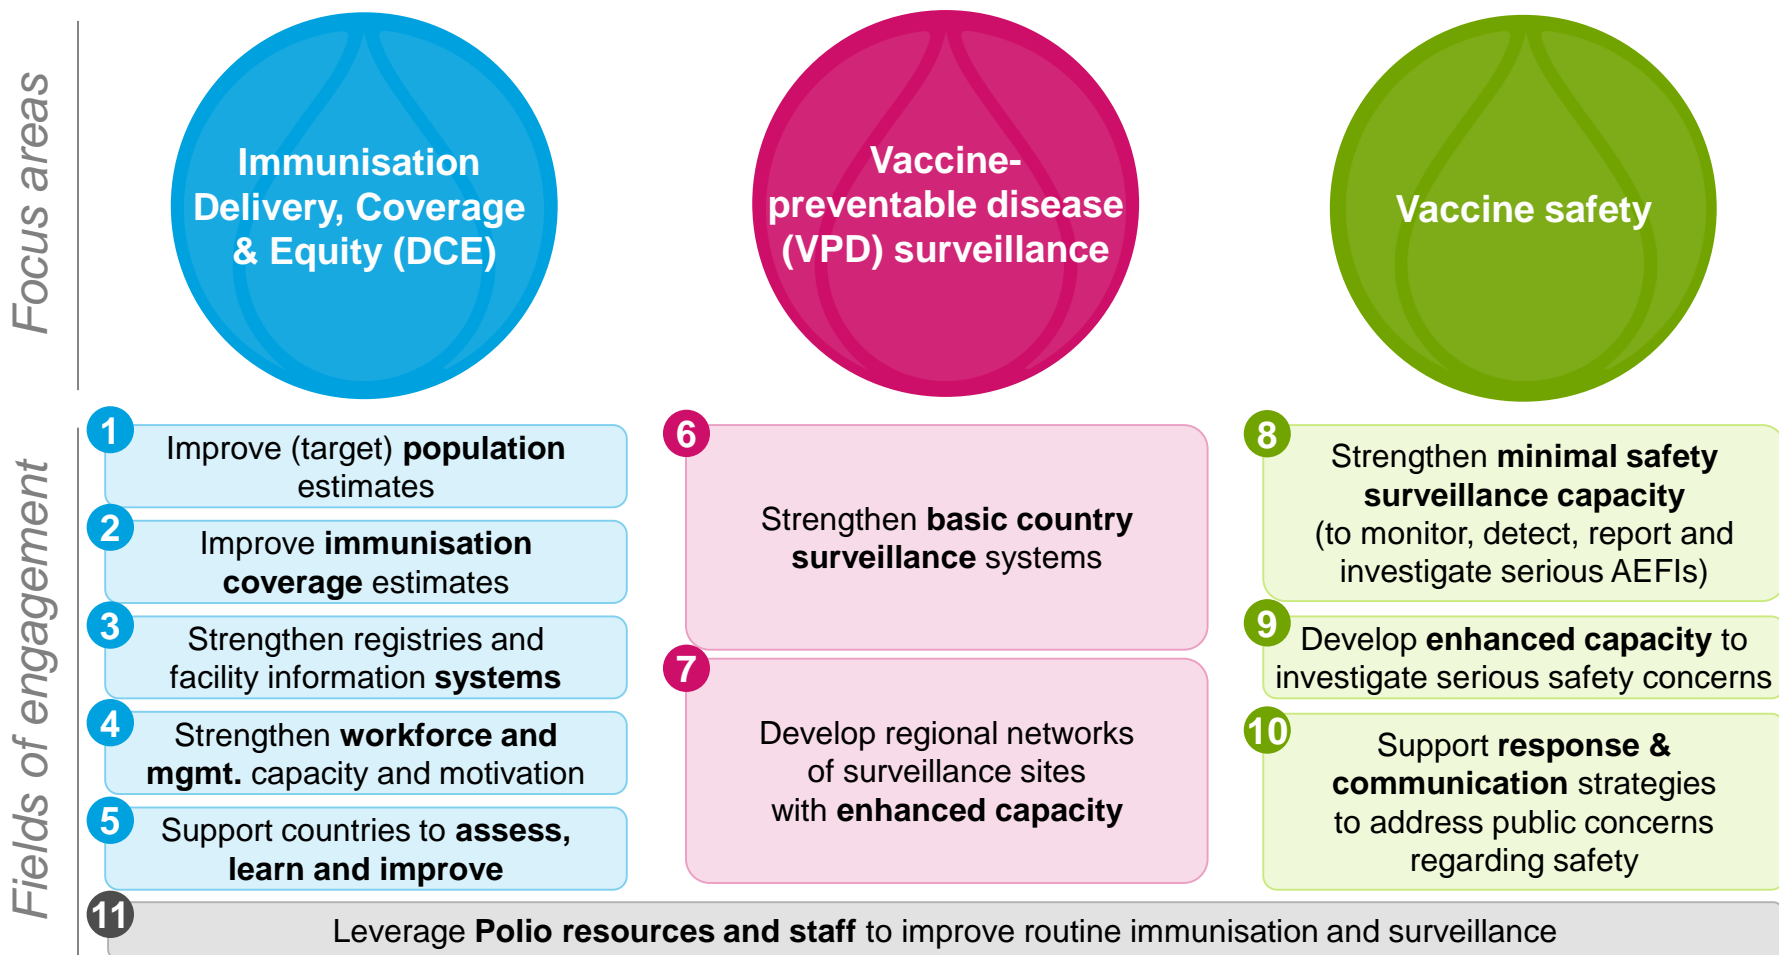 Focus areas
Immunisation
Delivery, Coverage
& Equity (DCE)
Vaccine-
preventable disease
(VPD) surveillance
Vaccine safety
Fields of engagement
1
Improve (target) population
estimates
2
Improve immunisation
coverage estimates
3
Strengthen registries and
facility information systems
4
Strengthen workforce and
mgmt. capacity and motivation
5
Support countries to assess,
learn and improve
6
Strengthen basic country
surveillance systems
7
Develop regional networks
of surveillance sites
with enhanced capacity
8
Strengthen minimal safety
surveillance capacity
(to monitor, detect, report and
investigate serious AEFIs)
9
Develop enhanced capacity to
investigate serious safety concerns
10
Support response &
communication strategies
to address public concerns
regarding safety
11
Leverage Polio resources and staff to improve routine immunisation and surveillance